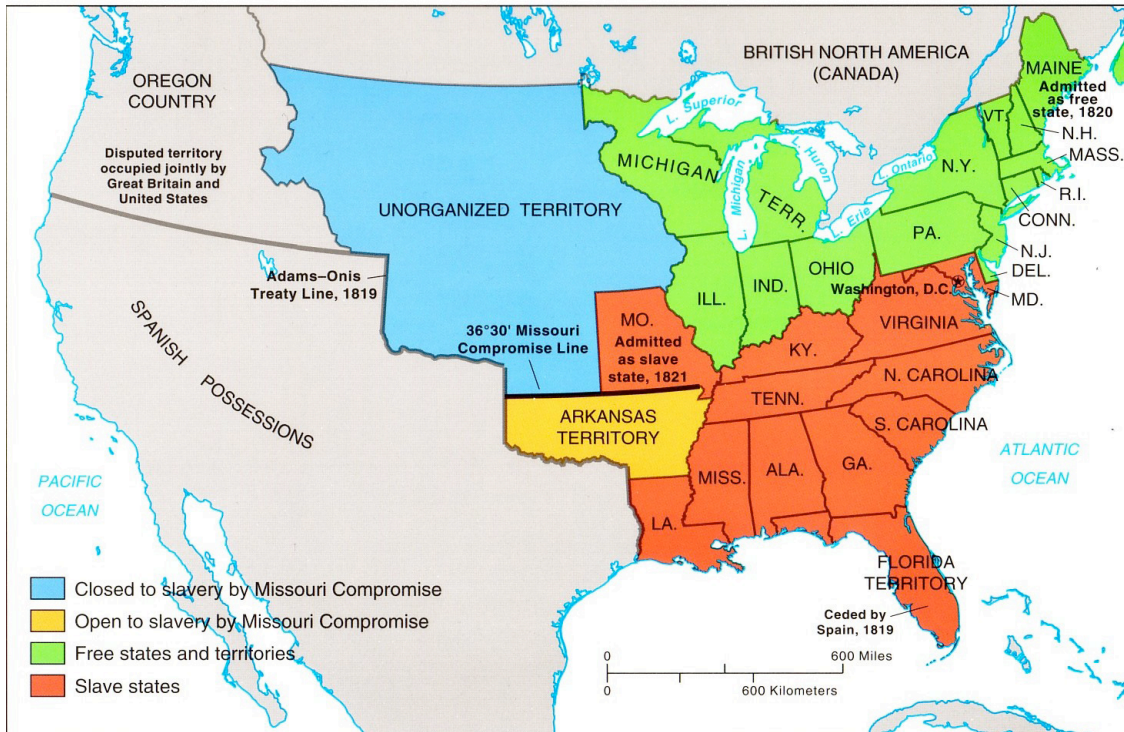 BRITISH NORTH AMERICA
(CANADA)
OREGON
COUNTRY
Disputed territory
occupied jointly by
Great Britain and
United States
MAINE
Admitted
as free
state, 1820
VT.
N.H.
MASS.
N.Y.
R.I.
CONN.
PA.
N.J.
DEL.
MD.
L. Superior
L. Huron
L. Michigan
L. Ontario
L. Erie
MICHIGAN
TERR.
UNORGANIZED TERRITORY
Adams–Onis
Treaty Line, 1819
36°30' Missouri
Compromise Line
ILL.
IND.
OHIO
Washington, D.C.
MO.
Admitted
as slave
state, 1821
KY.
VIRGINIA
N. CAROLINA
TENN.
S. CAROLINA
ARKANSAS
TERRITORY
MISS.
ALA.
GA.
LA.
SPANISH POSSESSIONS
PACIFIC
OCEAN
ATLANTIC
OCEAN
FLORIDA
TERRITORY
Ceded by
Spain, 1819
Closed to slavery by Missouri Compromise
Open to slavery by Missouri Compromise
Free states and territories
Slave states
0 600 Miles
0 600 Kilometers